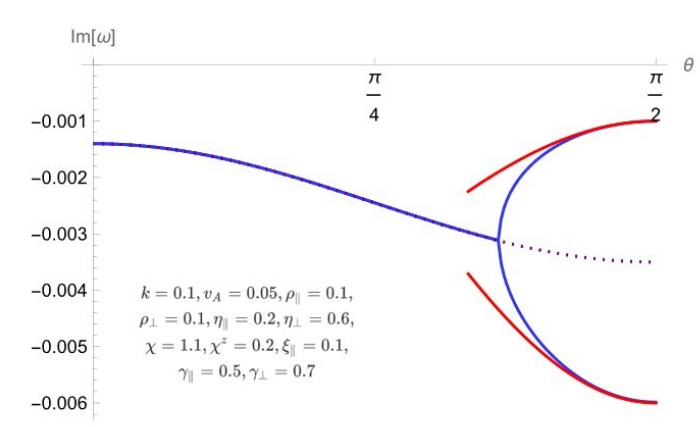 Im[ω]
θ
π/4
π/2
−0.001
−0.002
−0.003
−0.004
−0.005
−0.006
k = 0.1, v_A = 0.05, ρ_∥ = 0.1,
ρ_⊥ = 0.1, η_∥ = 0.2, η_⊥ = 0.6,
χ = 1.1, χ^z = 0.2, ξ_∥ = 0.1,
γ_∥ = 0.5, γ_⊥ = 0.7